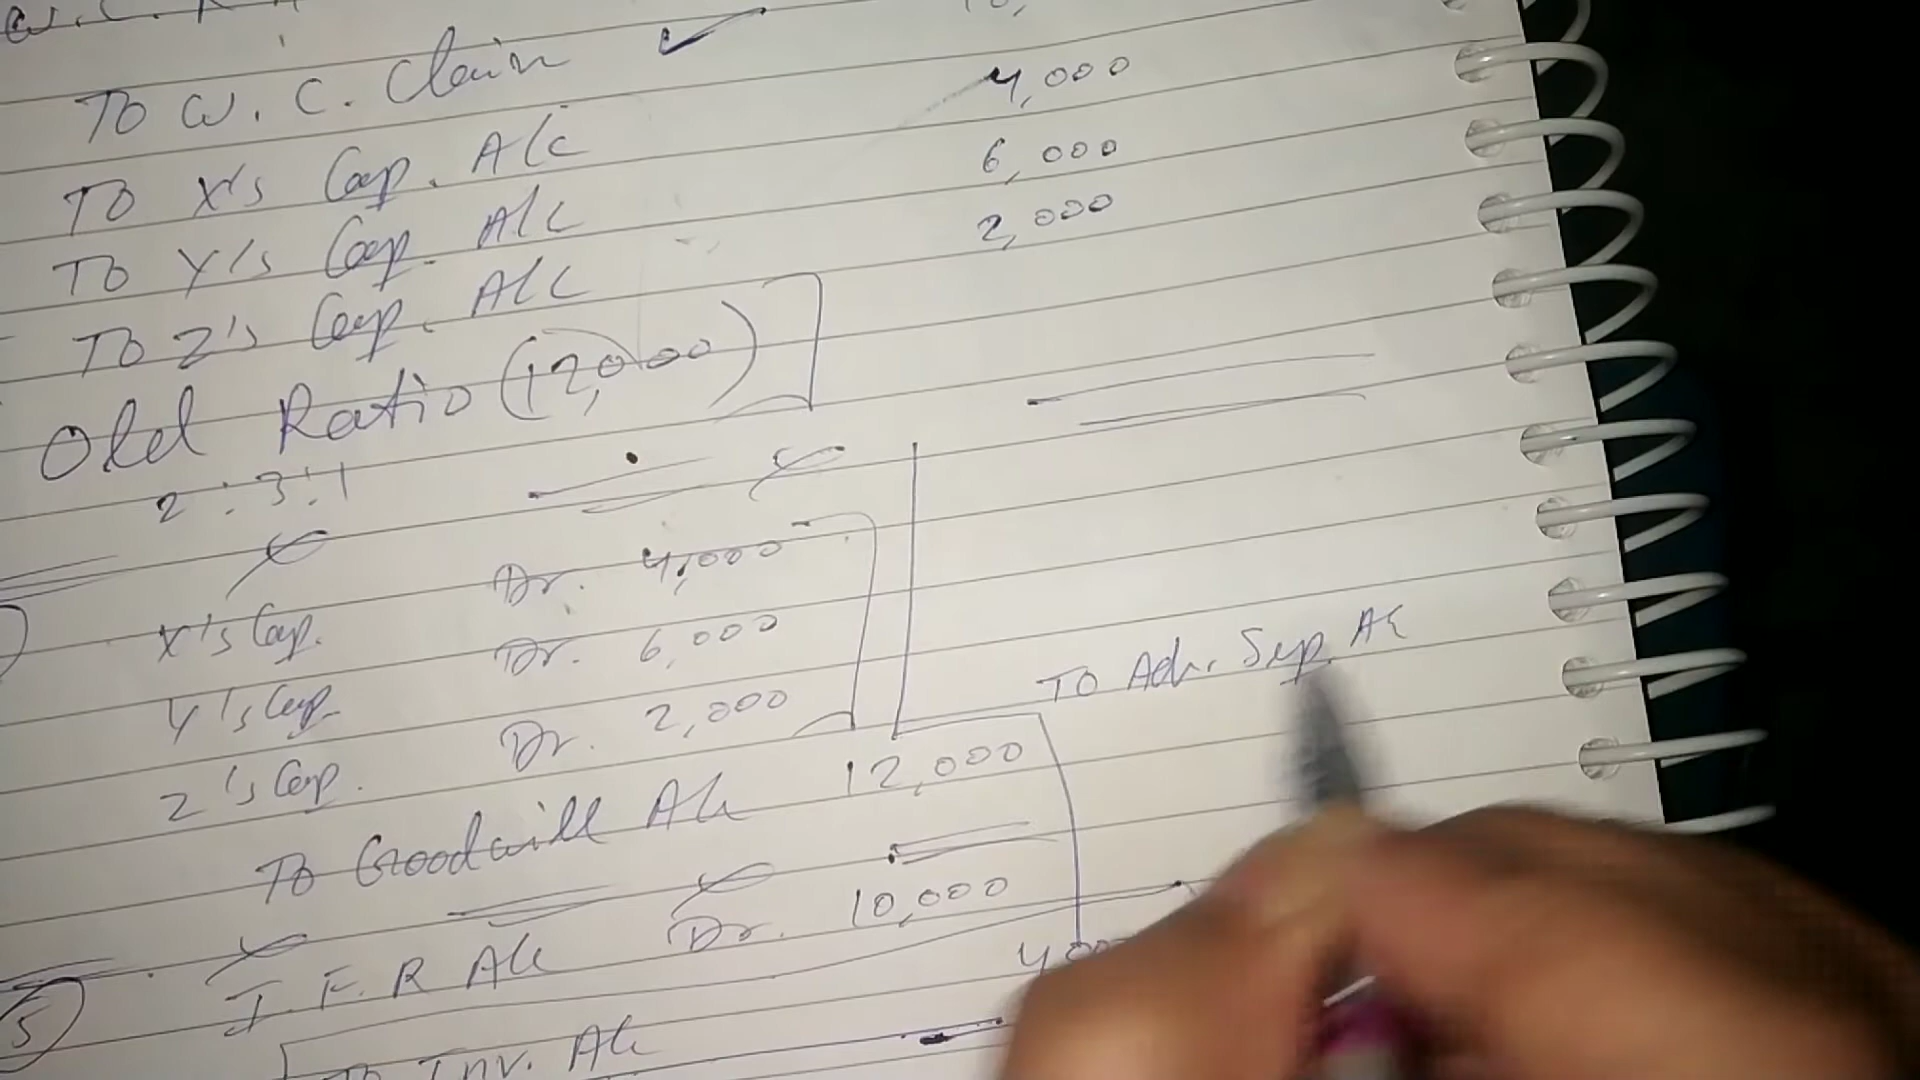 To W. C. Claim
To X's Cap. A/c 4,000
To Y's Cap. A/c 6,000
To Z's Cap. A/c 2,000
Old Ratio (12,000)
2:3:1
X's Cap. Dr. 4,000
Y's Cap Dr. 6,000
Z's Cap. Dr. 2,000
To Adv. Sup. A/c
To Goodwill A/c 12,000
5 I. F. R A/c Dr. 10,000
To Inv. A/c